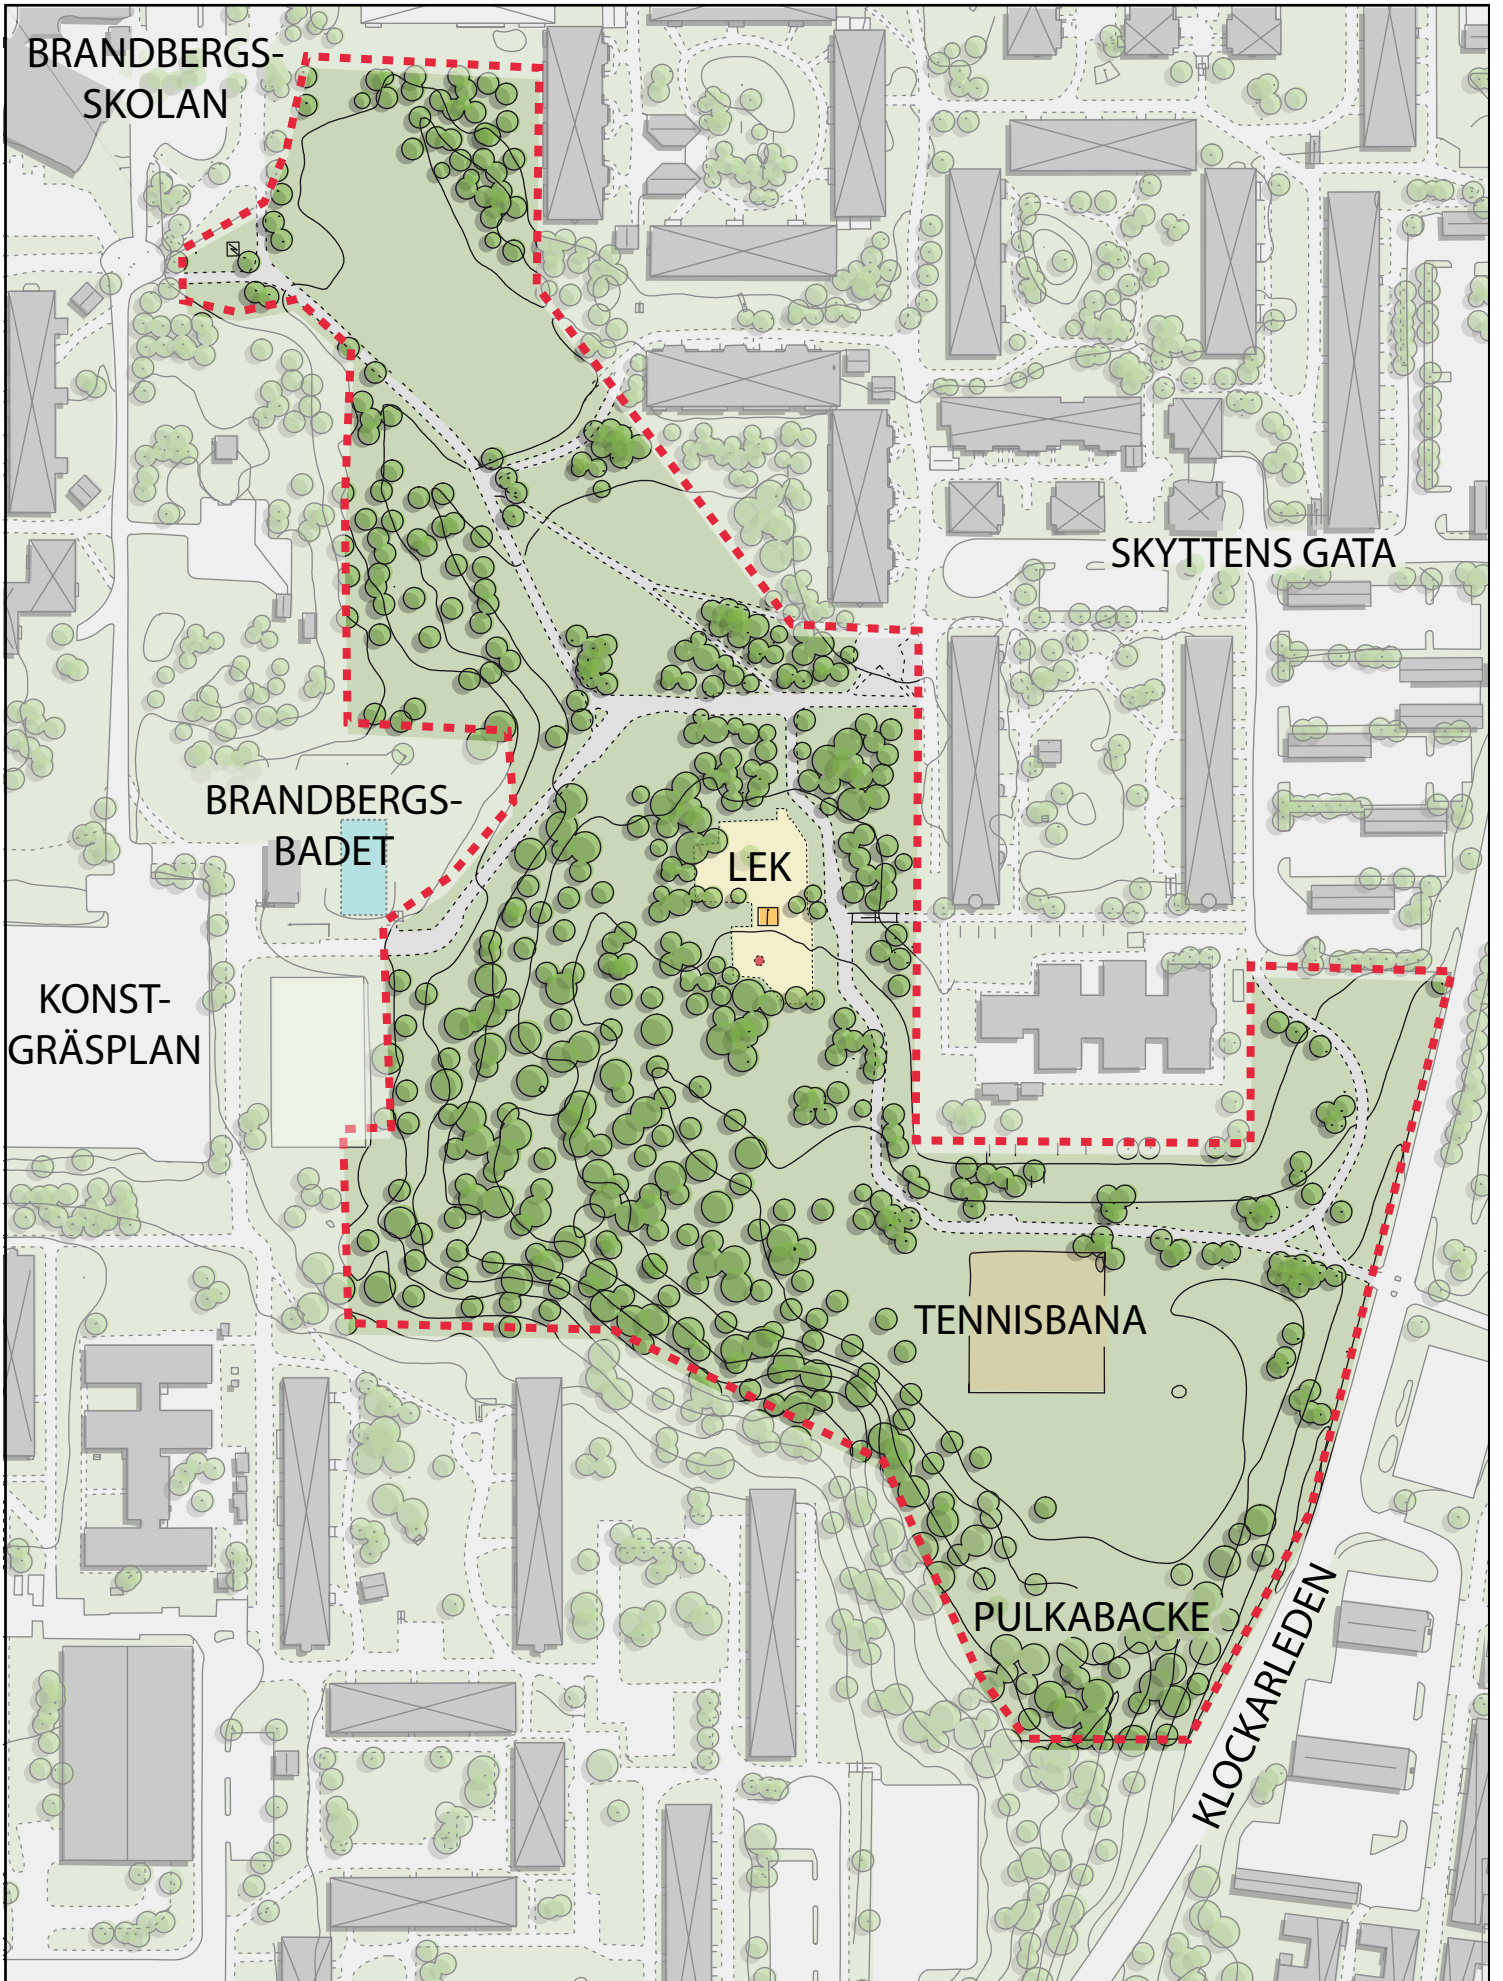 BRANDBERGS-
SKOLAN
SKYTTENS GATA
BRANDBERGS-
BADET
LEK
KONST-
GRÄSPLAN
TENNISBANA
PULKABACKE
KLOCKARLEDEN